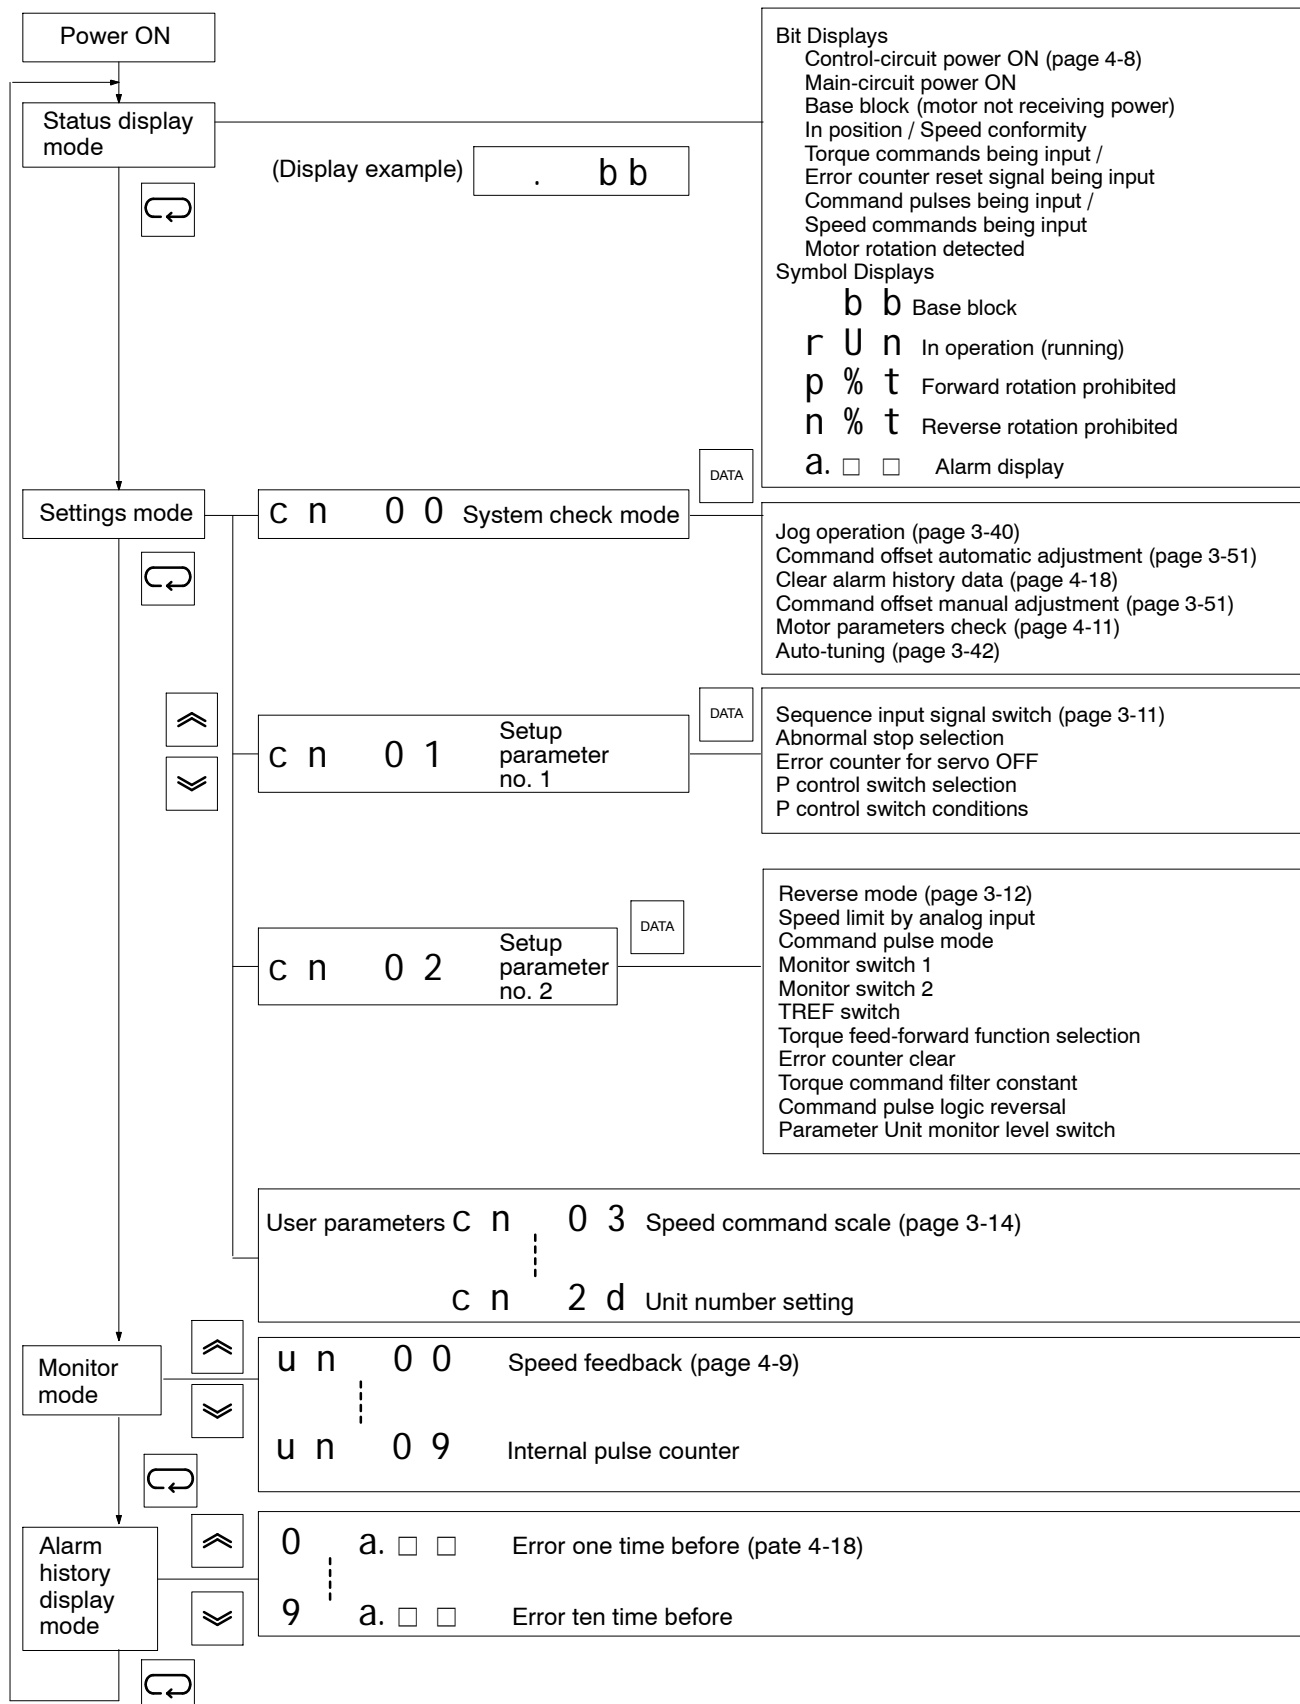 Power ON
Status display
mode
(Display example) . b b
Bit Displays
Control-circuit power ON (page 4-8)
Main-circuit power ON
Base block (motor not receiving power)
In position / Speed conformity
Torque commands being input /
Error counter reset signal being input
Command pulses being input /
Speed commands being input
Motor rotation detected
Symbol Displays
b b Base block
r U n In operation (running)
p % t Forward rotation prohibited
n % t Reverse rotation prohibited
a. □ □ Alarm display
Settings mode
c n 0 0 System check mode
DATA
Jog operation (page 3-40)
Command offset automatic adjustment (page 3-51)
Clear alarm history data (page 4-18)
Command offset manual adjustment (page 3-51)
Motor parameters check (page 4-11)
Auto-tuning (page 3-42)
c n 0 1
Setup
parameter
no. 1
DATA
Sequence input signal switch (page 3-11)
Abnormal stop selection
Error counter for servo OFF
P control switch selection
P control switch conditions
c n 0 2
Setup
parameter
no. 2
DATA
Reverse mode (page 3-12)
Speed limit by analog input
Command pulse mode
Monitor switch 1
Monitor switch 2
TREF switch
Torque feed-forward function selection
Error counter clear
Torque command filter constant
Command pulse logic reversal
Parameter Unit monitor level switch
User parameters c n 0 3 Speed command scale (page 3-14)
c n 2 d Unit number setting
Monitor
mode
u n 0 0 Speed feedback (page 4-9)
u n 0 9 Internal pulse counter
Alarm
history
display
mode
0 a. □ □ Error one time before (pate 4-18)
9 a. □ □ Error ten time before